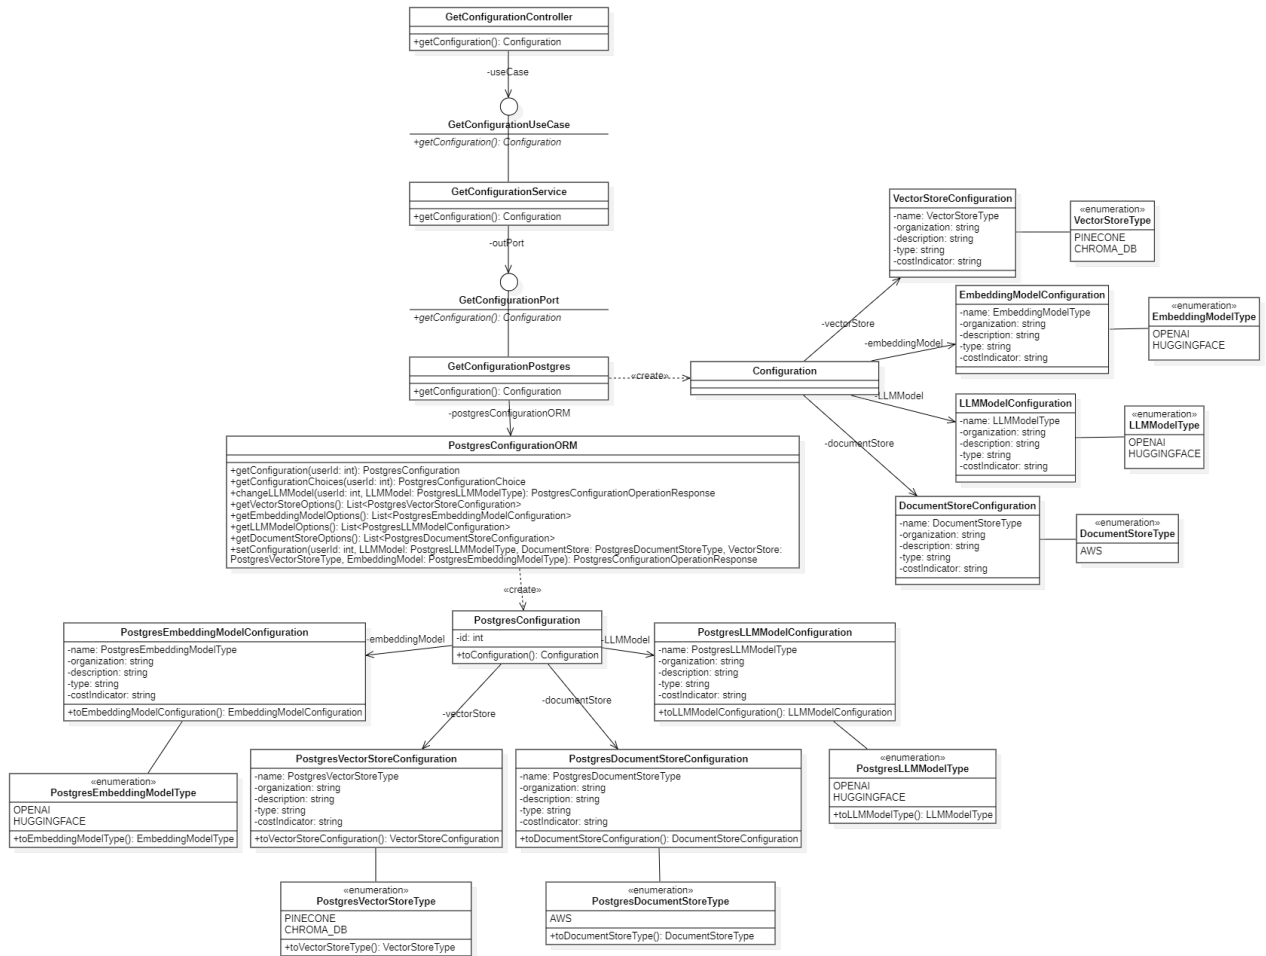 GetConfigurationController
+getConfiguration(): Configuration
-useCase
GetConfigurationUseCase
+getConfiguration(): Configuration
GetConfigurationService
+getConfiguration(): Configuration
-outPort
GetConfigurationPort
+getConfiguration(): Configuration
GetConfigurationPostgres
+getConfiguration(): Configuration
«create»
Configuration
-vectorStore
-embeddingModel
-LLMModel
-documentStore
VectorStoreConfiguration
-name: VectorStoreType
-organization: string
-description: string
-type: string
-costIndicator: string
«enumeration»
VectorStoreType
PINECONE
CHROMA_DB
EmbeddingModelConfiguration
-name: EmbeddingModelType
-organization: string
-description: string
-type: string
-costIndicator: string
«enumeration»
EmbeddingModelType
OPENAI
HUGGINGFACE
LLMModelConfiguration
-name: LLMModelType
-organization: string
-description: string
-type: string
-costIndicator: string
«enumeration»
LLMModelType
OPENAI
HUGGINGFACE
DocumentStoreConfiguration
-name: DocumentStoreType
-organization: string
-description: string
-type: string
-costIndicator: string
«enumeration»
DocumentStoreType
AWS
-postgresConfigurationORM
PostgresConfigurationORM
+getConfiguration(userId: int): PostgresConfiguration
+getConfigurationChoices(userId: int): PostgresConfigurationChoice
+changeLLMModel(userId: int, LLMModel: PostgresLLMModelType): PostgresConfigurationOperationResponse
+getVectorStoreOptions(): List<PostgresVectorStoreConfiguration>
+getEmbeddingModelOptions(): List<PostgresEmbeddingModelConfiguration>
+getLLMModelOptions(): List<PostgresLLMModelConfiguration>
+getDocumentStoreOptions(): List<PostgresDocumentStoreConfiguration>
+setConfiguration(userId: int, LLMModel: PostgresLLMModelType, DocumentStore: PostgresDocumentStoreType, VectorStore:
PostgresVectorStoreType, EmbeddingModel: PostgresEmbeddingModelType): PostgresConfigurationOperationResponse
«create»
PostgresConfiguration
-id: int
+toConfiguration(): Configuration
-embeddingModel
-LLMModel
-vectorStore
-documentStore
PostgresEmbeddingModelConfiguration
-name: PostgresEmbeddingModelType
-organization: string
-description: string
-type: string
-costIndicator: string
+toEmbeddingModelConfiguration(): EmbeddingModelConfiguration
PostgresLLMModelConfiguration
-name: PostgresLLMModelType
-organization: string
-description: string
-type: string
-costIndicator: string
+toLLMModelConfiguration(): LLMModelConfiguration
«enumeration»
PostgresEmbeddingModelType
OPENAI
HUGGINGFACE
+toEmbeddingModelType(): EmbeddingModelType
PostgresVectorStoreConfiguration
-name: PostgresVectorStoreType
-organization: string
-description: string
-type: string
-costIndicator: string
+toVectorStoreConfiguration(): VectorStoreConfiguration
PostgresDocumentStoreConfiguration
-name: PostgresDocumentStoreType
-organization: string
-description: string
-type: string
-costIndicator: string
+toDocumentStoreConfiguration(): DocumentStoreConfiguration
«enumeration»
PostgresLLMModelType
OPENAI
HUGGINGFACE
+toLLMModelType(): LLMModelType
«enumeration»
PostgresVectorStoreType
PINECONE
CHROMA_DB
+toVectorStoreType(): VectorStoreType
«enumeration»
PostgresDocumentStoreType
AWS
+toDocumentStoreType(): DocumentStoreType